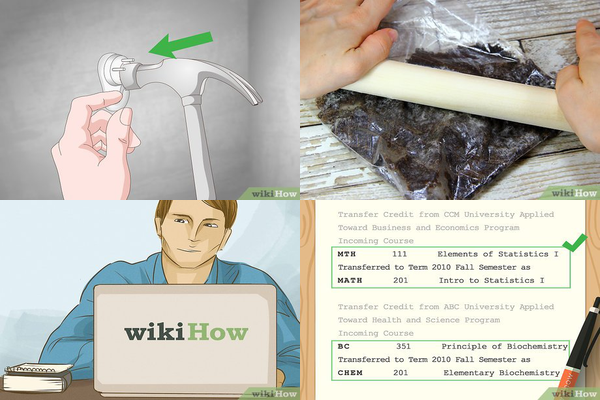 wikiHow
wikiHow
wikiHow
wikiHow
Transfer Credit from CCM University Applied
Toward Business and Economics Program
Incoming Course
MTH 111 Elements of Statistics I
Transferred to Term 2010 Fall Semester as
MATH 201 Intro to Statistics I
Transfer Credit from ABC University Applied
Toward Health and Science Program
Incoming Course
BC 351 Principle of Biochemistry
Transferred to Term 2010 Fall Semester as
CHEM 201 Elementary Biochemistry
wikiHow